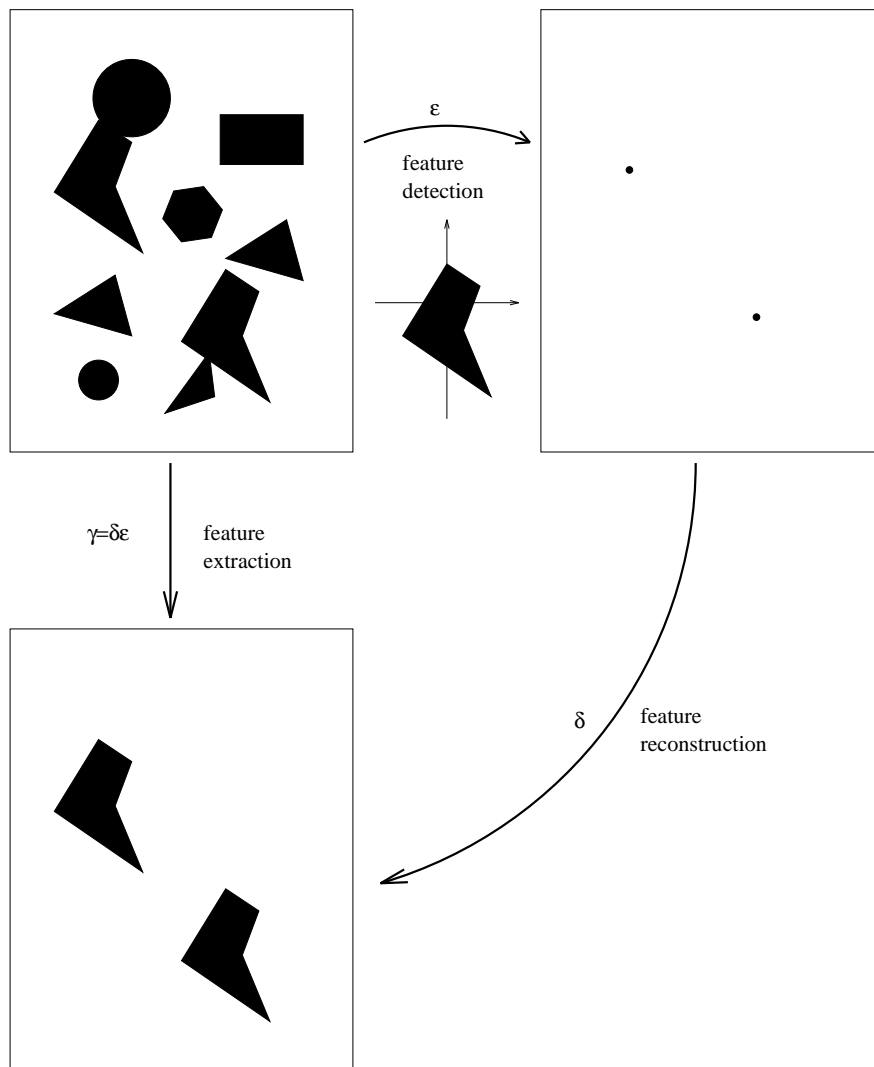 ε
feature
detection
γ=δε
feature
extraction
δ
feature
reconstruction